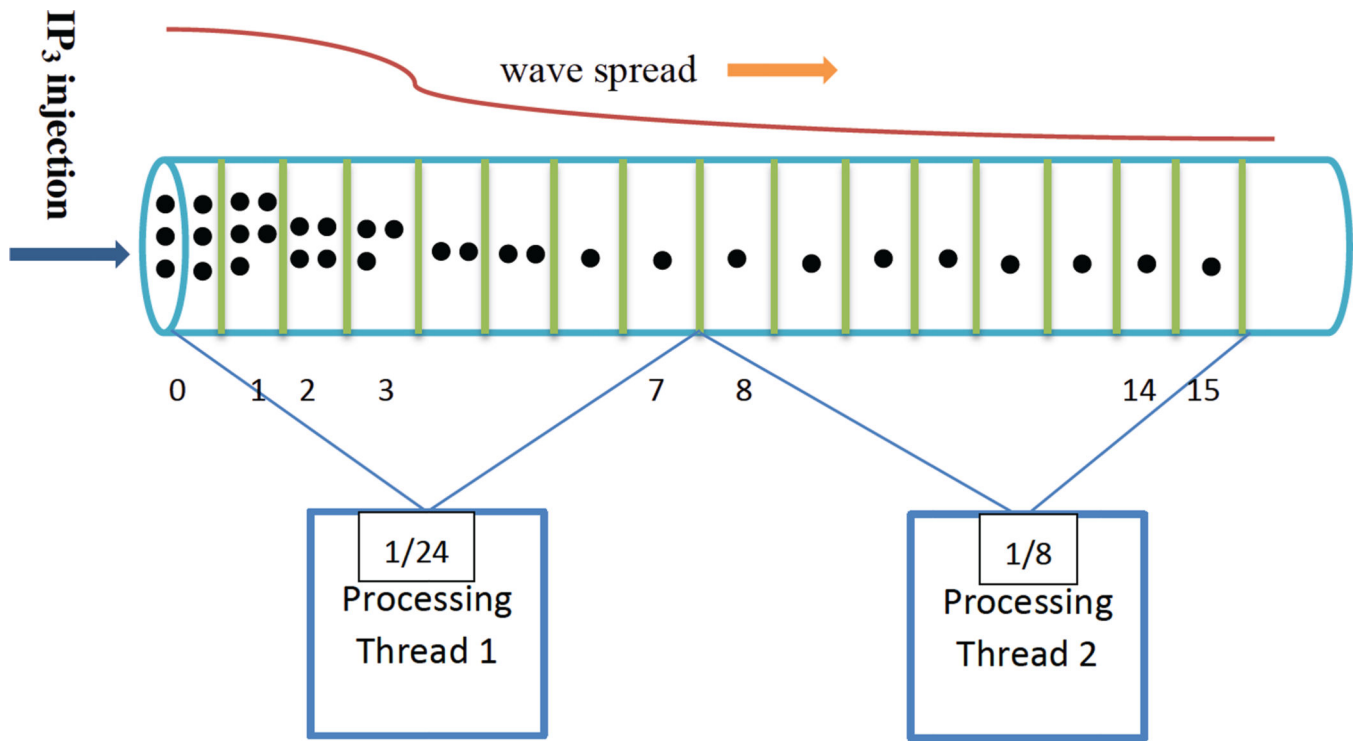 IP₃ injection
wave spread
0 1 2 3 7 8 14 15
1/24
Processing
Thread 1
1/8
Processing
Thread 2